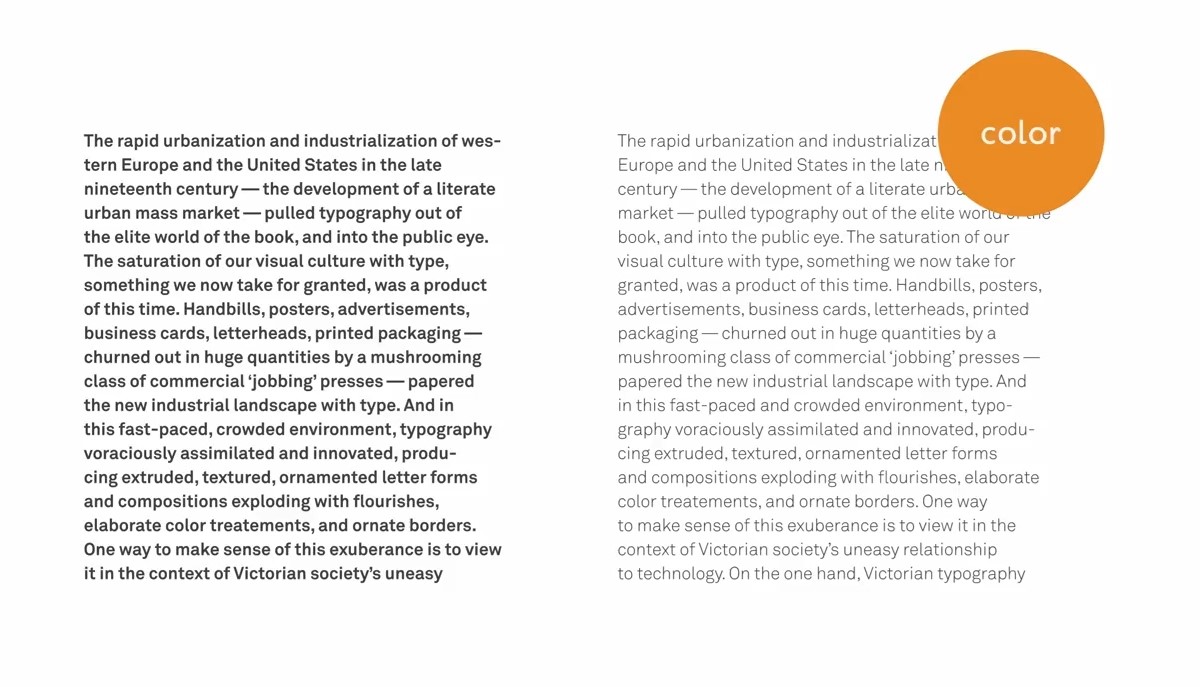 The rapid urbanization and industrialization of wes-
tern Europe and the United States in the late
nineteenth century — the development of a literate
urban mass market — pulled typography out of
the elite world of the book, and into the public eye.
The saturation of our visual culture with type,
something we now take for granted, was a product
of this time. Handbills, posters, advertisements,
business cards, letterheads, printed packaging —
churned out in huge quantities by a mushrooming
class of commercial ‘jobbing’ presses — papered
the new industrial landscape with type. And in
this fast-paced, crowded environment, typography
voraciously assimilated and innovated, produ-
cing extruded, textured, ornamented letter forms
and compositions exploding with flourishes,
elaborate color treatements, and ornate borders.
One way to make sense of this exuberance is to view
it in the context of Victorian society’s uneasy
color
The rapid urbanization and
Europe and the United States in the late
century — the development of a literate
market — pulled typography out of the elite world of the
book, and into the public eye. The saturation of our
visual culture with type, something we now take for
granted, was a product of this time. Handbills, posters,
advertisements, business cards, letterheads, printed
packaging — churned out in huge quantities by a
mushrooming class of commercial ‘jobbing’ presses —
papered the new industrial landscape with type. And
in this fast-paced and crowded environment, typo-
graphy voraciously assimilated and innovated, produ-
cing extruded, textured, ornamented letter forms
and compositions exploding with flourishes, elaborate
color treatements, and ornate borders. One way
to make sense of this exuberance is to view it in the
context of Victorian society’s uneasy relationship
to technology. On the one hand, Victorian typography